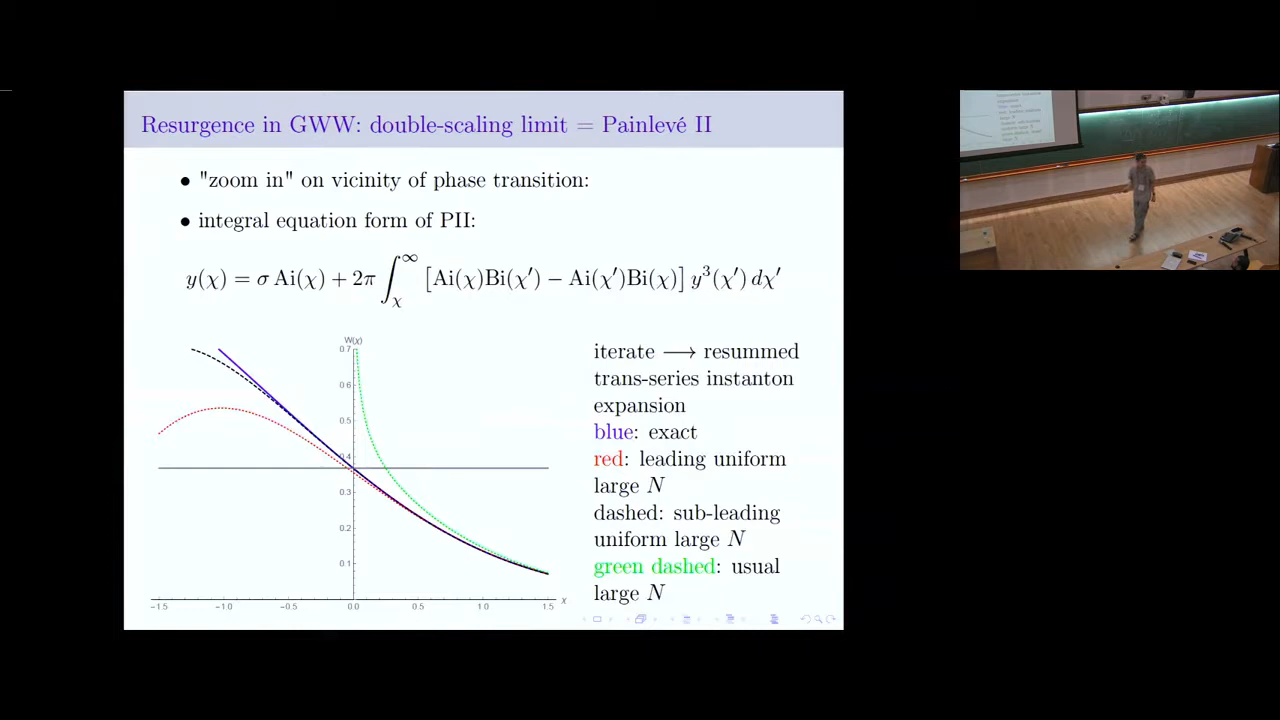 Resurgence in GWW: double-scaling limit = Painlevé II
• "zoom in" on vicinity of phase transition:
• integral equation form of PII:
y(χ) = σ Ai(χ) + 2π ∫_χ^∞ [Ai(χ)Bi(χ′) − Ai(χ′)Bi(χ)] y³(χ′) dχ′
W(χ)
0.7
0.6
0.5
0.4
0.3
0.2
0.1
−1.5 −1.0 −0.5 0.0 0.5 1.0 1.5 χ
iterate ⟶ resummed
trans-series instanton
expansion
blue: exact
red: leading uniform
large N
dashed: sub-leading
uniform large N
green dashed: usual
large N